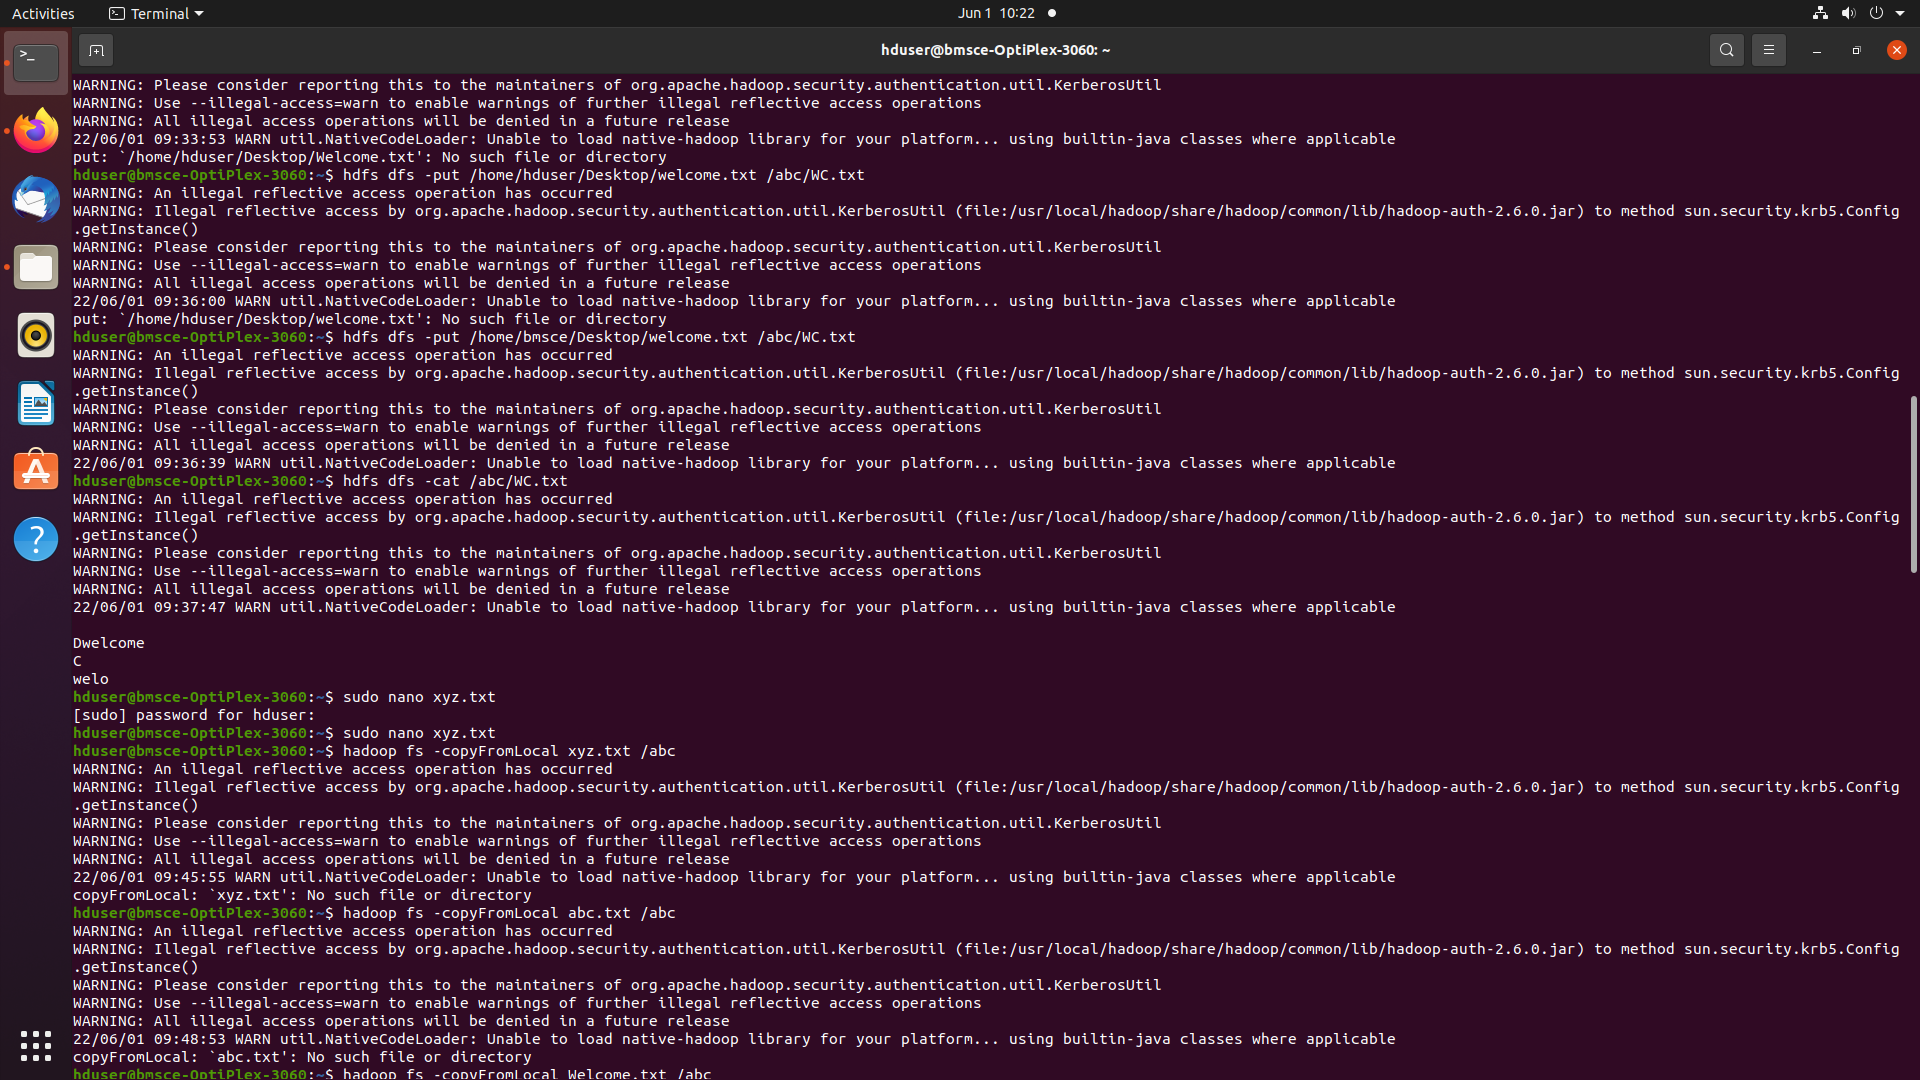 Activities
Terminal
Jun 1 10:22
hduser@bmsce-OptiPlex-3060: ~
WARNING: Please consider reporting this to the maintainers of org.apache.hadoop.security.authentication.util.KerberosUtil
WARNING: Use --illegal-access=warn to enable warnings of further illegal reflective access operations
WARNING: All illegal access operations will be denied in a future release
22/06/01 09:33:53 WARN util.NativeCodeLoader: Unable to load native-hadoop library for your platform... using builtin-java classes where applicable
put: `/home/hduser/Desktop/Welcome.txt': No such file or directory
hduser@bmsce-OptiPlex-3060:~$ hdfs dfs -put /home/hduser/Desktop/welcome.txt /abc/WC.txt
WARNING: An illegal reflective access operation has occurred
WARNING: Illegal reflective access by org.apache.hadoop.security.authentication.util.KerberosUtil (file:/usr/local/hadoop/share/hadoop/common/lib/hadoop-auth-2.6.0.jar) to method sun.security.krb5.Config
.getInstance()
WARNING: Please consider reporting this to the maintainers of org.apache.hadoop.security.authentication.util.KerberosUtil
WARNING: Use --illegal-access=warn to enable warnings of further illegal reflective access operations
WARNING: All illegal access operations will be denied in a future release
22/06/01 09:36:00 WARN util.NativeCodeLoader: Unable to load native-hadoop library for your platform... using builtin-java classes where applicable
put: `/home/hduser/Desktop/welcome.txt': No such file or directory
hduser@bmsce-OptiPlex-3060:~$ hdfs dfs -put /home/bmsce/Desktop/welcome.txt /abc/WC.txt
WARNING: An illegal reflective access operation has occurred
WARNING: Illegal reflective access by org.apache.hadoop.security.authentication.util.KerberosUtil (file:/usr/local/hadoop/share/hadoop/common/lib/hadoop-auth-2.6.0.jar) to method sun.security.krb5.Config
.getInstance()
WARNING: Please consider reporting this to the maintainers of org.apache.hadoop.security.authentication.util.KerberosUtil
WARNING: Use --illegal-access=warn to enable warnings of further illegal reflective access operations
WARNING: All illegal access operations will be denied in a future release
22/06/01 09:36:39 WARN util.NativeCodeLoader: Unable to load native-hadoop library for your platform... using builtin-java classes where applicable
hduser@bmsce-OptiPlex-3060:~$ hdfs dfs -cat /abc/WC.txt
WARNING: An illegal reflective access operation has occurred
WARNING: Illegal reflective access by org.apache.hadoop.security.authentication.util.KerberosUtil (file:/usr/local/hadoop/share/hadoop/common/lib/hadoop-auth-2.6.0.jar) to method sun.security.krb5.Config
.getInstance()
WARNING: Please consider reporting this to the maintainers of org.apache.hadoop.security.authentication.util.KerberosUtil
WARNING: Use --illegal-access=warn to enable warnings of further illegal reflective access operations
WARNING: All illegal access operations will be denied in a future release
22/06/01 09:37:47 WARN util.NativeCodeLoader: Unable to load native-hadoop library for your platform... using builtin-java classes where applicable
Dwelcome
C
welo
hduser@bmsce-OptiPlex-3060:~$ sudo nano xyz.txt
[sudo] password for hduser:
hduser@bmsce-OptiPlex-3060:~$ sudo nano xyz.txt
hduser@bmsce-OptiPlex-3060:~$ hadoop fs -copyFromLocal xyz.txt /abc
WARNING: An illegal reflective access operation has occurred
WARNING: Illegal reflective access by org.apache.hadoop.security.authentication.util.KerberosUtil (file:/usr/local/hadoop/share/hadoop/common/lib/hadoop-auth-2.6.0.jar) to method sun.security.krb5.Config
.getInstance()
WARNING: Please consider reporting this to the maintainers of org.apache.hadoop.security.authentication.util.KerberosUtil
WARNING: Use --illegal-access=warn to enable warnings of further illegal reflective access operations
WARNING: All illegal access operations will be denied in a future release
22/06/01 09:45:55 WARN util.NativeCodeLoader: Unable to load native-hadoop library for your platform... using builtin-java classes where applicable
copyFromLocal: `xyz.txt': No such file or directory
hduser@bmsce-OptiPlex-3060:~$ hadoop fs -copyFromLocal abc.txt /abc
WARNING: An illegal reflective access operation has occurred
WARNING: Illegal reflective access by org.apache.hadoop.security.authentication.util.KerberosUtil (file:/usr/local/hadoop/share/hadoop/common/lib/hadoop-auth-2.6.0.jar) to method sun.security.krb5.Config
.getInstance()
WARNING: Please consider reporting this to the maintainers of org.apache.hadoop.security.authentication.util.KerberosUtil
WARNING: Use --illegal-access=warn to enable warnings of further illegal reflective access operations
WARNING: All illegal access operations will be denied in a future release
22/06/01 09:48:53 WARN util.NativeCodeLoader: Unable to load native-hadoop library for your platform... using builtin-java classes where applicable
copyFromLocal: `abc.txt': No such file or directory
hduser@bmsce-OptiPlex-3060:~$ hadoop fs -copyFromLocal Welcome.txt /abc